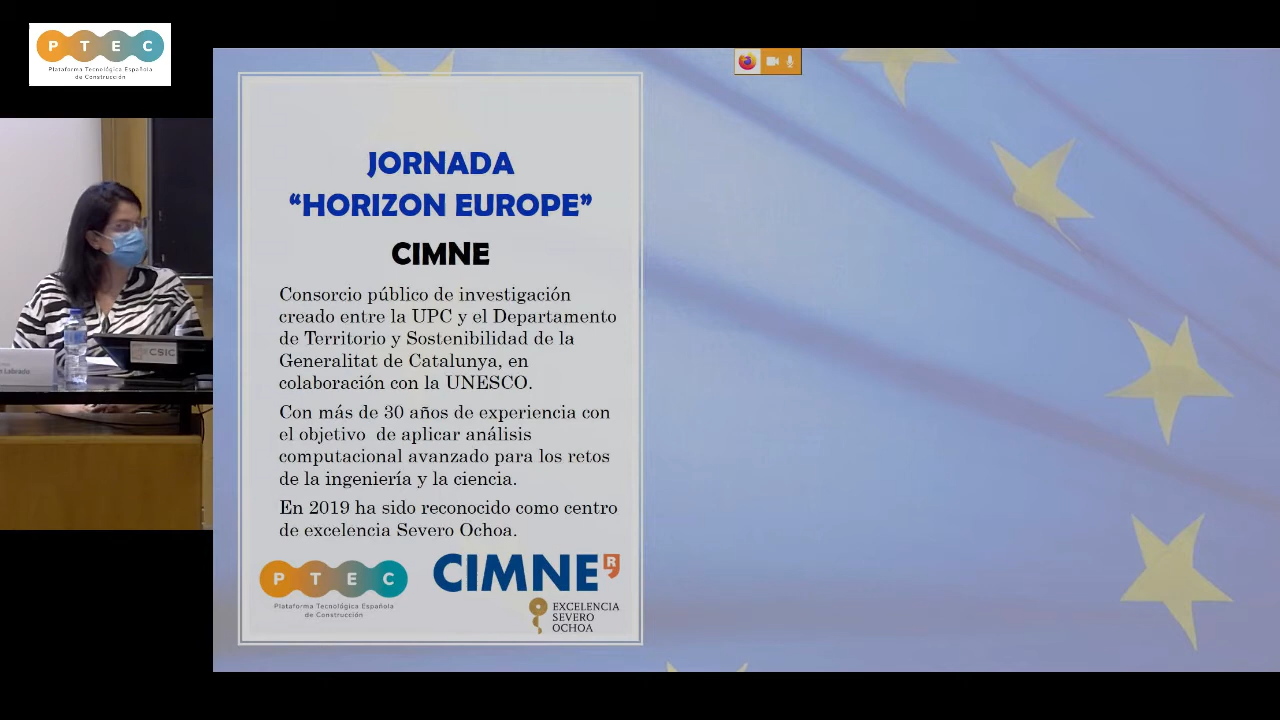 P T E C
Plataforma Tecnológica Española
de Construcción
JORNADA
“HORIZON EUROPE”
CIMNE
Consorcio público de investigación
creado entre la UPC y el Departamento
de Territorio y Sostenibilidad de la
Generalitat de Catalunya, en
colaboración con la UNESCO.
Con más de 30 años de experiencia con
el objetivo  de aplicar análisis
computacional avanzado para los retos
de la ingeniería y la ciencia.
En 2019 ha sido reconocido como centro
de excelencia Severo Ochoa.
P T E C
Plataforma Tecnológica Española
de Construcción
CIMNE R
EXCELENCIA
SEVERO
OCHOA
CSIC
Labrado